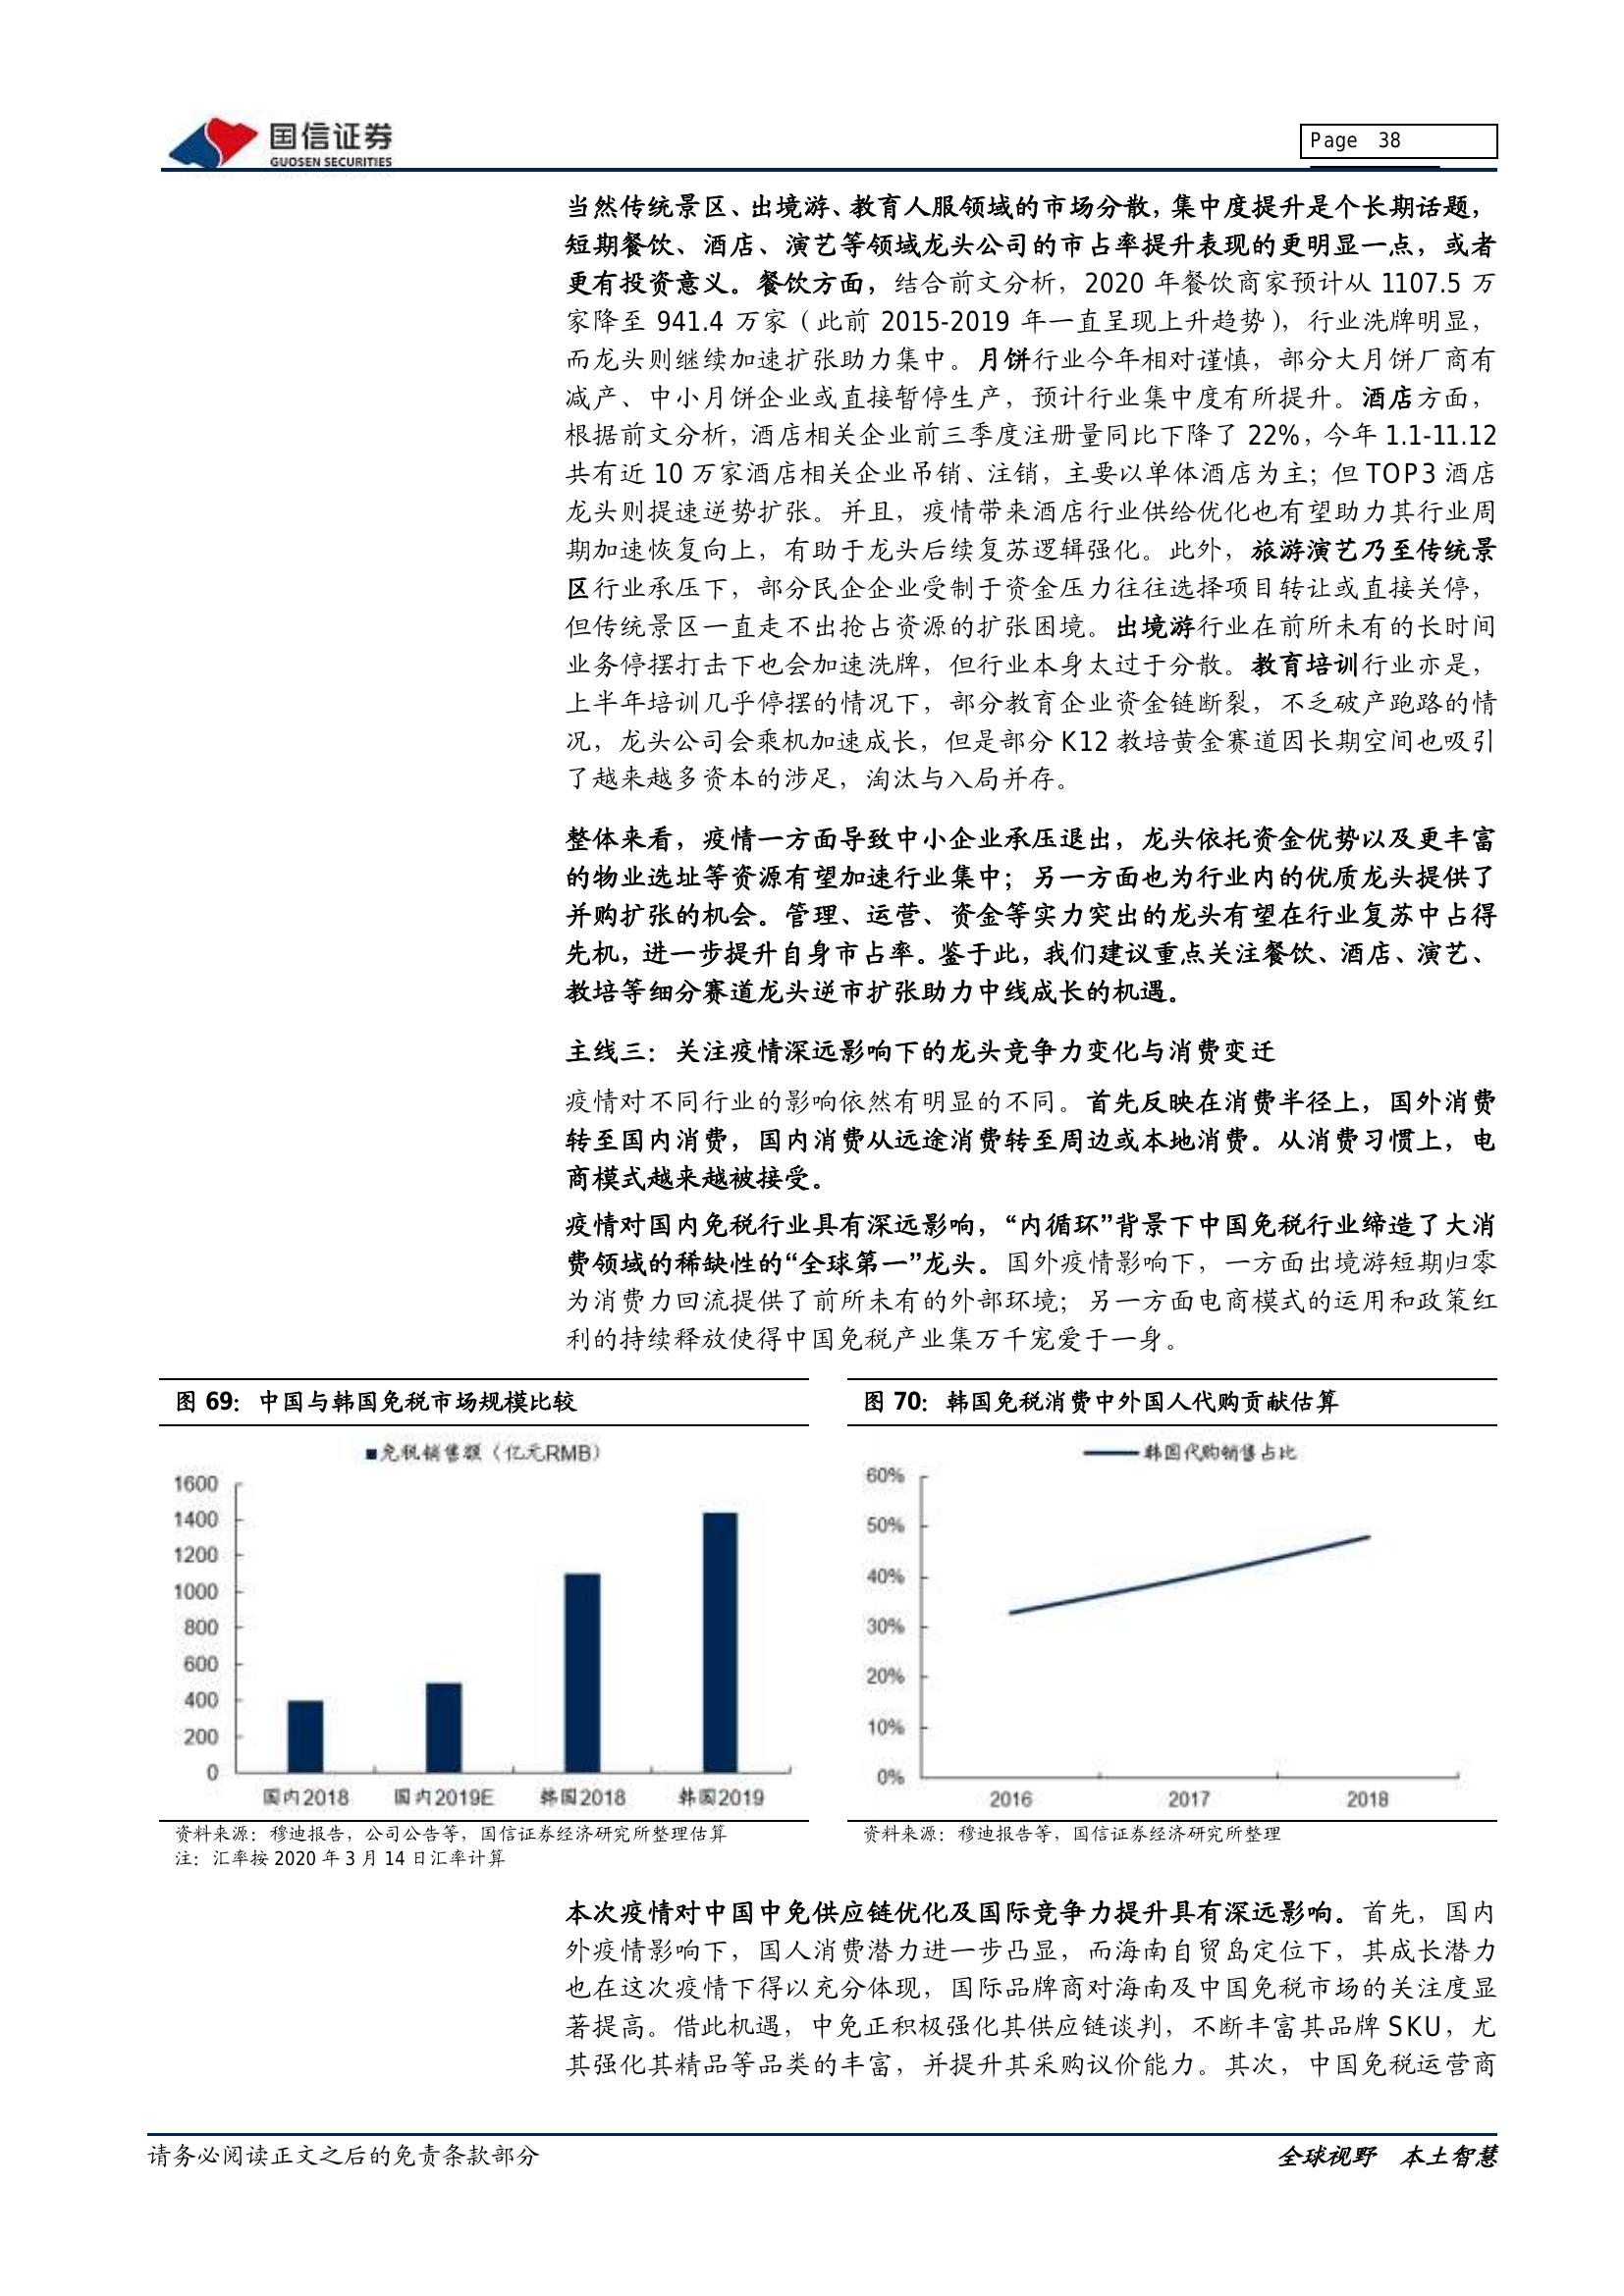 国信证券
GUOSEN SECURITIES
Page 38
当然传统景区、出境游、教育人服领域的市场分散，集中度提升是个长期话题，
短期餐饮、酒店、演艺等领域龙头公司的市占率提升表现的更明显一点，或者
更有投资意义。餐饮方面，结合前文分析，2020 年餐饮商家预计从 1107.5 万
家降至 941.4 万家（此前 2015-2019 年一直呈现上升趋势），行业洗牌明显，
而龙头则继续加速扩张助力集中。月饼行业今年相对谨慎，部分大月饼厂商有
减产、中小月饼企业或直接暂停生产，预计行业集中度有所提升。酒店方面，
根据前文分析，酒店相关企业前三季度注册量同比下降了 22%，今年 1.1-11.12
共有近 10 万家酒店相关企业吊销、注销，主要以单体酒店为主；但 TOP3 酒店
龙头则提速逆势扩张。并且，疫情带来酒店行业供给优化也有望助力其行业周
期加速恢复向上，有助于龙头后续复苏逻辑强化。此外，旅游演艺乃至传统景
区行业承压下，部分民企企业受制于资金压力往往选择项目转让或直接关停，
但传统景区一直走不出抢占资源的扩张困境。出境游行业在前所未有的长时间
业务停摆打击下也会加速洗牌，但行业本身太过于分散。教育培训行业亦是，
上半年培训几乎停摆的情况下，部分教育企业资金链断裂，不乏破产跑路的情
况，龙头公司会乘机加速成长，但是部分 K12 教培黄金赛道因长期空间也吸引
了越来越多资本的涉足，淘汰与入局并存。
整体来看，疫情一方面导致中小企业承压退出，龙头依托资金优势以及更丰富
的物业选址等资源有望加速行业集中；另一方面也为行业内的优质龙头提供了
并购扩张的机会。管理、运营、资金等实力突出的龙头有望在行业复苏中占得
先机，进一步提升自身市占率。鉴于此，我们建议重点关注餐饮、酒店、演艺、
教培等细分赛道龙头逆市扩张助力中线成长的机遇。
主线三：关注疫情深远影响下的龙头竞争力变化与消费变迁
疫情对不同行业的影响依然有明显的不同。首先反映在消费半径上，国外消费
转至国内消费，国内消费从远途消费转至周边或本地消费。从消费习惯上，电
商模式越来越被接受。
疫情对国内免税行业具有深远影响，“内循环”背景下中国免税行业缔造了大消
费领域的稀缺性的“全球第一”龙头。国外疫情影响下，一方面出境游短期归零
为消费力回流提供了前所未有的外部环境；另一方面电商模式的运用和政策红
利的持续释放使得中国免税产业集万千宠爱于一身。
图 69：中国与韩国免税市场规模比较
免税销售额（亿元RMB）
1600
1400
1200
1000
800
600
400
200
0
国内2018 国内2019E 韩国2018 韩国2019
资料来源：穆迪报告，公司公告等，国信证券经济研究所整理估算
注：汇率按 2020 年 3 月 14 日汇率计算
图 70：韩国免税消费中外国人代购贡献估算
韩国代购销售占比
60%
50%
40%
30%
20%
10%
0%
2016 2017 2018
资料来源：穆迪报告等，国信证券经济研究所整理
本次疫情对中国中免供应链优化及国际竞争力提升具有深远影响。首先，国内
外疫情影响下，国人消费潜力进一步凸显，而海南自贸岛定位下，其成长潜力
也在这次疫情下得以充分体现，国际品牌商对海南及中国免税市场的关注度显
著提高。借此机遇，中免正积极强化其供应链谈判，不断丰富其品牌 SKU，尤
其强化其精品等品类的丰富，并提升其采购议价能力。其次，中国免税运营商
请务必阅读正文之后的免责条款部分
全球视野 本土智慧